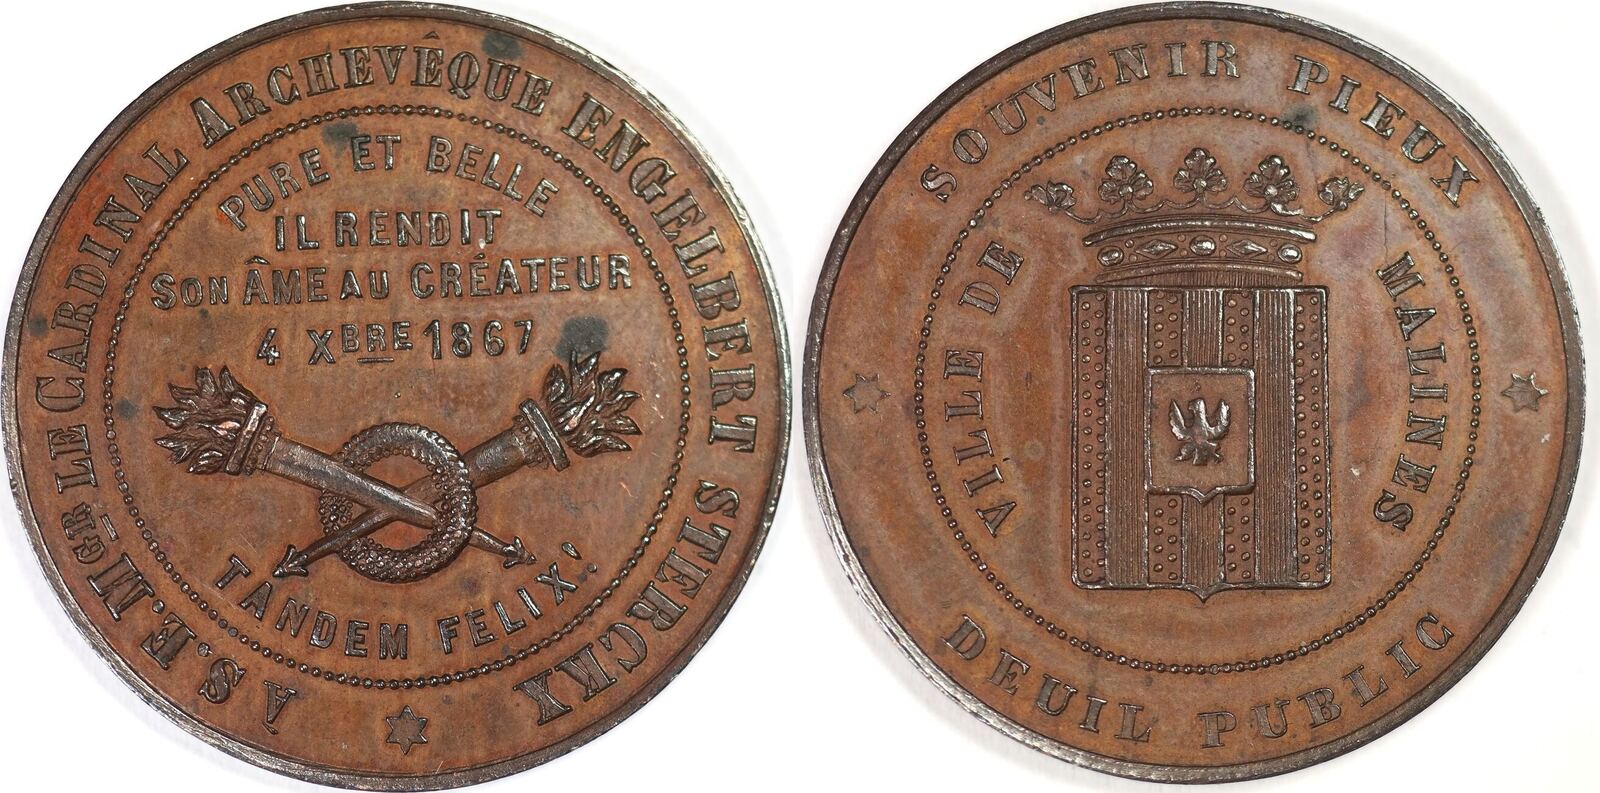 A S.E. MGR LE CARDINAL ARCHEVÊQUE ENGELBERT STERCKX
PURE ET BELLE
IL RENDIT
SON ÂME AU CRÉATEUR
4 XBRE 1867
TANDEM FELIX!
SOUVENIR PIEUX
VILLE DE MALINES
DEUIL PUBLIC